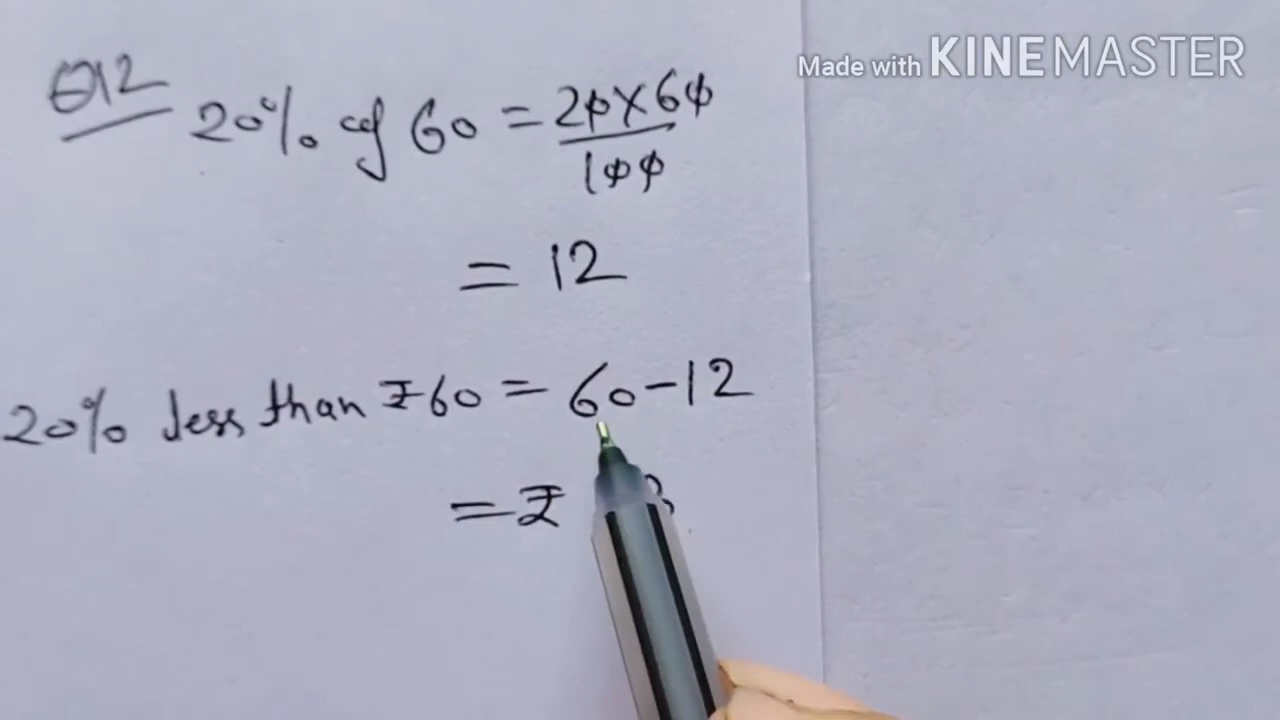 Made with KINEMASTER
Q12
20% of 60 = 20×60
100
= 12
20% less than ₹60 = 60-12
= ₹